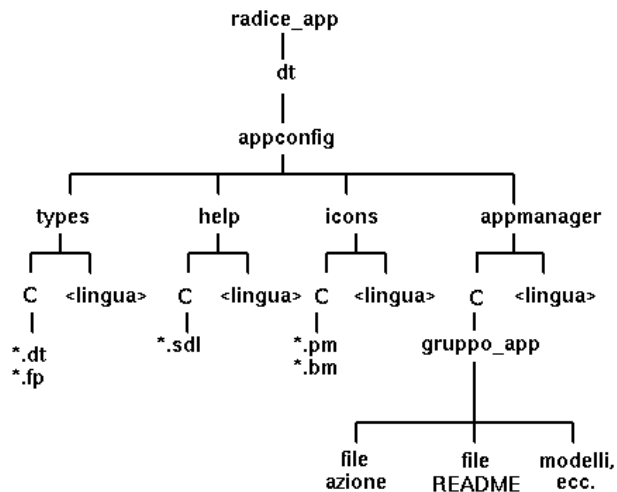 radice_app
dt
appconfig
types help icons appmanager
C <lingua> C <lingua> C <lingua> C <lingua>
*.dt *.sdl *.pm gruppo_app
*.fp *.bm
file file modelli,
azione README ecc.